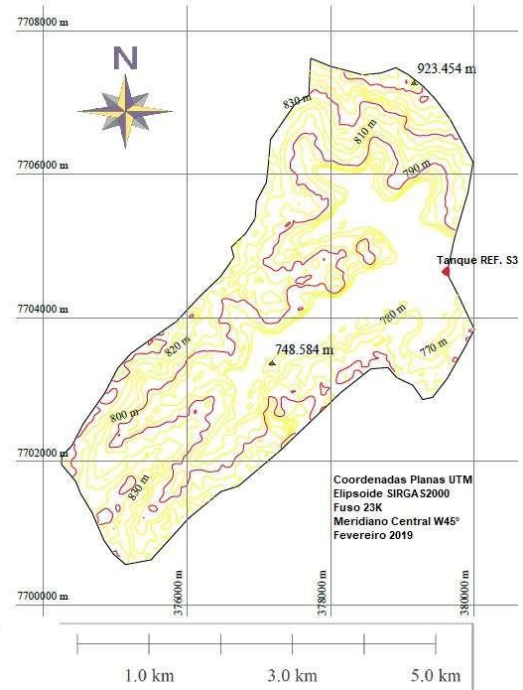 7708000 m
N
923.454 m
830 m
810 m
7706000 m
790 m
Tanque REF. S3
7704000 m
780 m
820 m
770 m
748.584 m
800 m
7702000 m
830 m
Coordenadas Planas UTM
Elipsoide SIRGAS2000
Fuso 23K
Meridiano Central W45°
Fevereiro 2019
7700000 m
376000 m
378000 m
380000 m
1.0 km
3.0 km
5.0 km